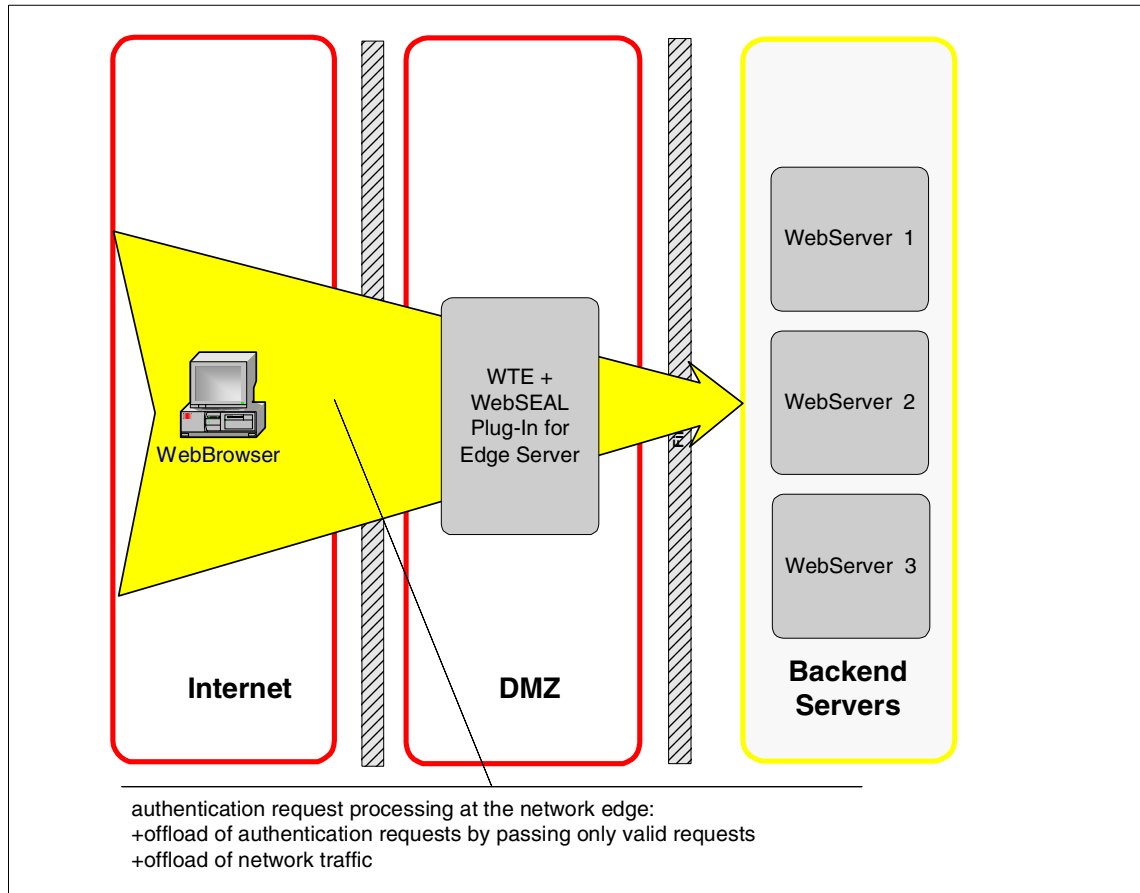 WebServer 1
WTE +
WebSEAL
Plug-In for
Edge Server
WebBrowser
WebServer 2
WebServer 3
Internet
DMZ
Backend
Servers
authentication request processing at the network edge:
+offload of authentication requests by passing only valid requests
+offload of network traffic